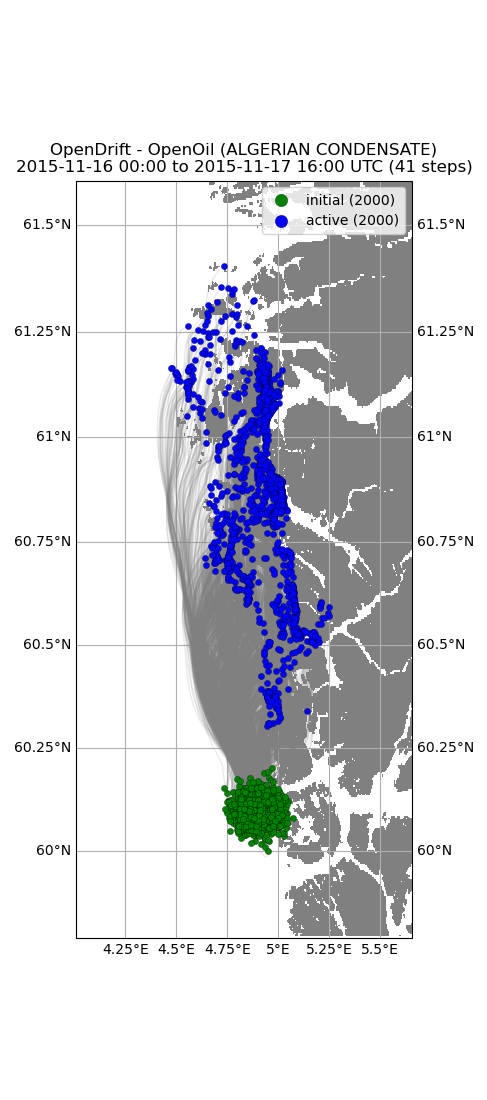 OpenDrift - OpenOil (ALGERIAN CONDENSATE)
2015-11-16 00:00 to 2015-11-17 16:00 UTC (41 steps)
initial (2000)
active (2000)
61.5°N 61.5°N
61.25°N 61.25°N
61°N 61°N
60.75°N 60.75°N
60.5°N 60.5°N
60.25°N 60.25°N
60°N 60°N
4.25°E 4.5°E 4.75°E 5°E 5.25°E 5.5°E